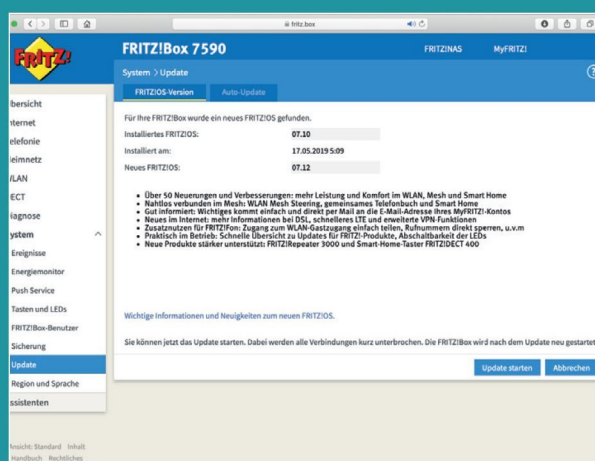 fritz.box
FRITZ!
FRITZ!Box 7590
FRITZ!NAS
MyFRITZ!
System > Update
FRITZ!OS-Version
Auto-Update
bersicht
ternet
elefonie
eimnetz
LAN
ECT
iagnose
ystem
Ereignisse
Energiemonitor
Push Service
Tasten und LEDs
FRITZ!Box-Benutzer
Sicherung
Update
Region und Sprache
ssistenten
Ansicht: Standard Inhalt
Handbuch Rechtliches
Für Ihre FRITZ!Box wurde ein neues FRITZ!OS gefunden.
Installiertes FRITZ!OS: 07.10
Installiert am: 17.05.2019 5:09
Neues FRITZ!OS: 07.12
• Über 50 Neuerungen und Verbesserungen: mehr Leistung und Komfort im WLAN, Mesh und Smart Home
• Nahtlos verbunden im Mesh: WLAN Mesh Steering, gemeinsames Telefonbuch und Smart Home
• Gut informiert: Wichtiges kommt einfach und direkt per Mail an die E-Mail-Adresse Ihres MyFRITZ!-Kontos
• Neues im Internet: mehr Informationen bei DSL, schnelleres LTE und erweiterte VPN-Funktionen
• Zusatznutzen für FRITZ!Fon: Zugang zum WLAN-Gastzugang einfach teilen, Rufnummern direkt sperren, u.v.m
• Praktisch im Betrieb: Schnelle Übersicht zu Updates für FRITZ!-Produkte, Abschaltbarkeit der LEDs
• Neue Produkte stärker unterstützt: FRITZ!Repeater 3000 und Smart-Home-Taster FRITZ!DECT 400
Wichtige Informationen und Neuigkeiten zum neuen FRITZ!OS.
Sie können jetzt das Update starten. Dabei werden alle Verbindungen kurz unterbrochen. Die FRITZ!Box wird nach dem Update neu gestartet
Update starten
Abbrechen